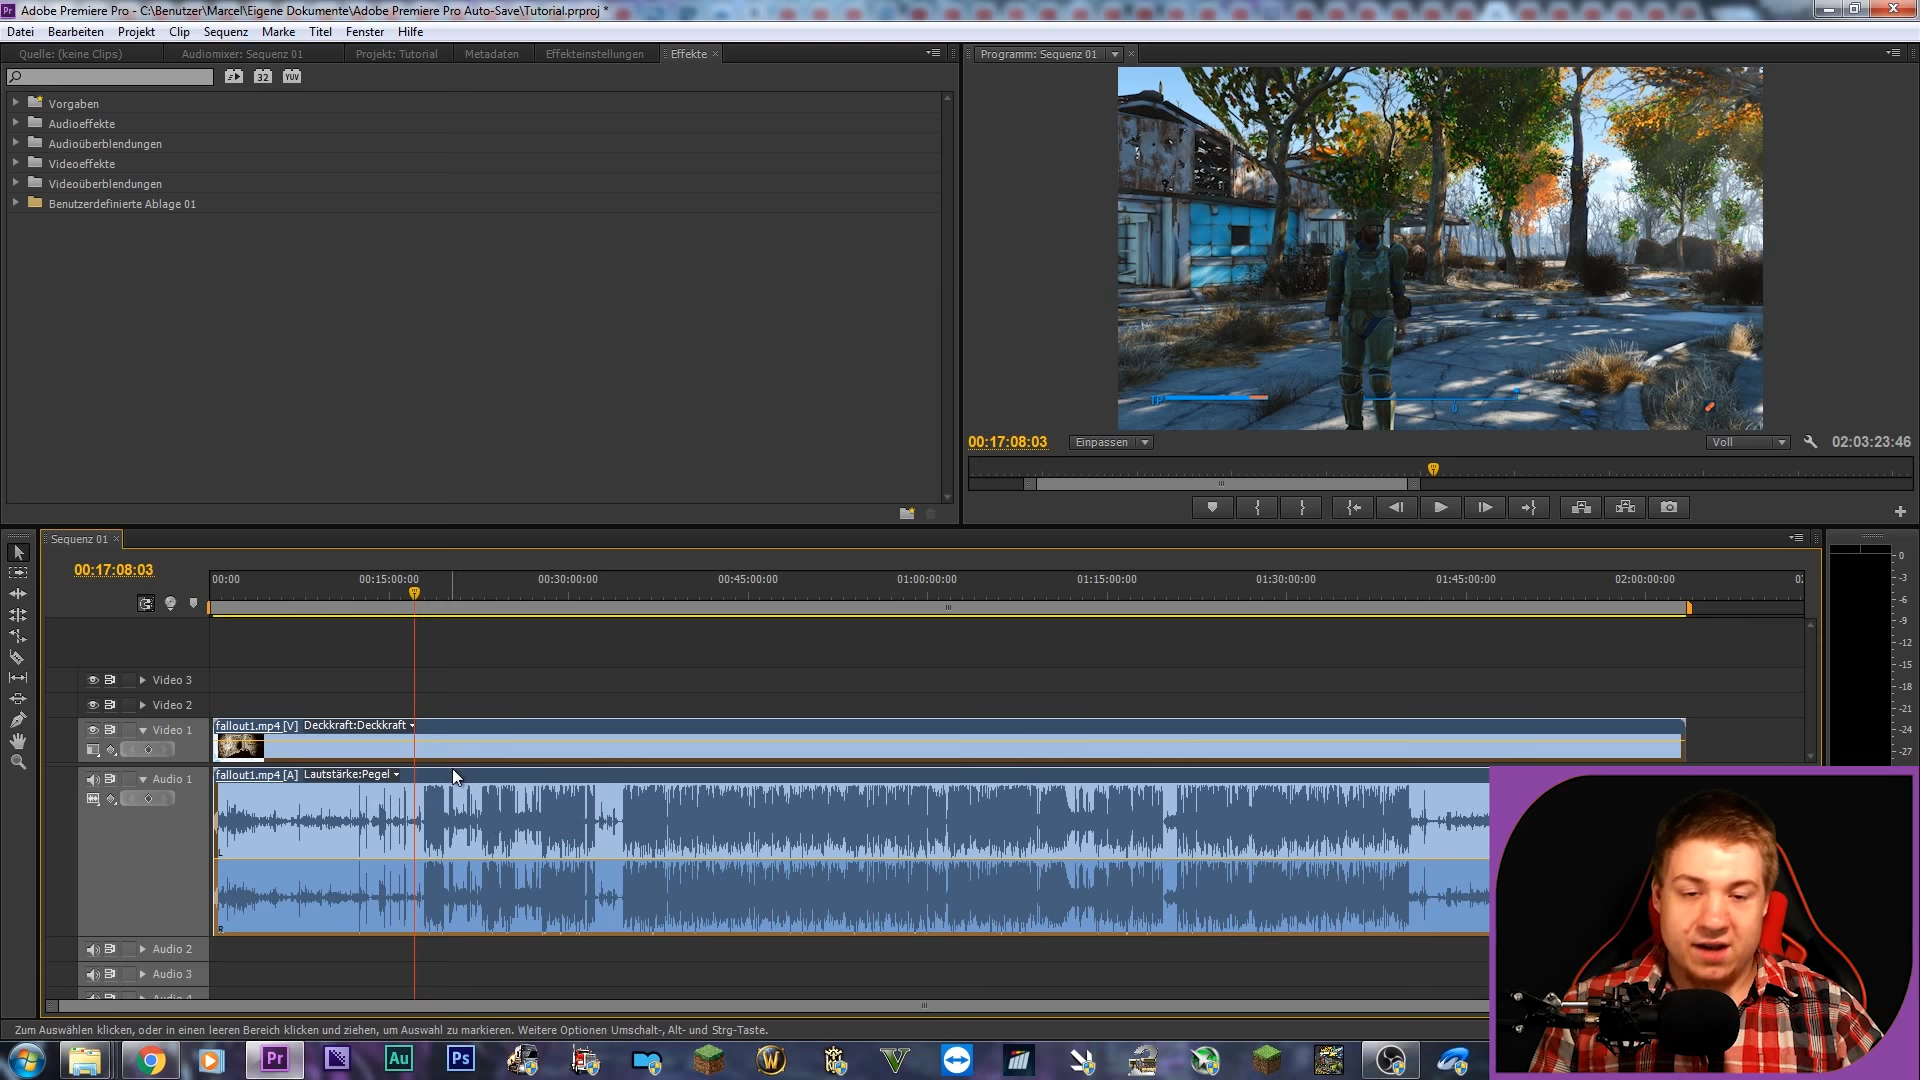 Adobe Premiere Pro - C:\Benutzer\Marcel\Eigene Dokumente\Adobe Premiere Pro Auto-Save\Tutorial.prproj *
Datei Bearbeiten Projekt Clip Sequenz Marke Titel Fenster Hilfe
Quelle: (keine Clips) Audiomixer: Sequenz 01 Projekt: Tutorial Metadaten Effekteinstellungen Effekte
Programm: Sequenz 01
32 YUV
Vorgaben
Audioeffekte
Audioüberblendungen
Videoeffekte
Videoüberblendungen
Benutzerdefinierte Ablage 01
TP
0
00:17:08:03 Einpassen Voll 02:03:23:46
Sequenz 01
00:17:08:03
00:00 00:15:00:00 00:30:00:00 00:45:00:00 01:00:00:00 01:15:00:00 01:30:00:00 01:45:00:00 02:00:00:00 02
0
-3
-6
-9
-12
-15
-18
-21
-24
-27
Video 3
Video 2
Video 1
fallout1.mp4 [V] Deckkraft:Deckkraft
Audio 1
fallout1.mp4 [A] Lautstärke:Pegel
L
R
Audio 2
Audio 3
Audio 4
Zum Auswählen klicken, oder in einen leeren Bereich klicken und ziehen, um Auswahl zu markieren. Weitere Optionen Umschalt-, Alt- und Strg-Taste.
Pr Au Ps